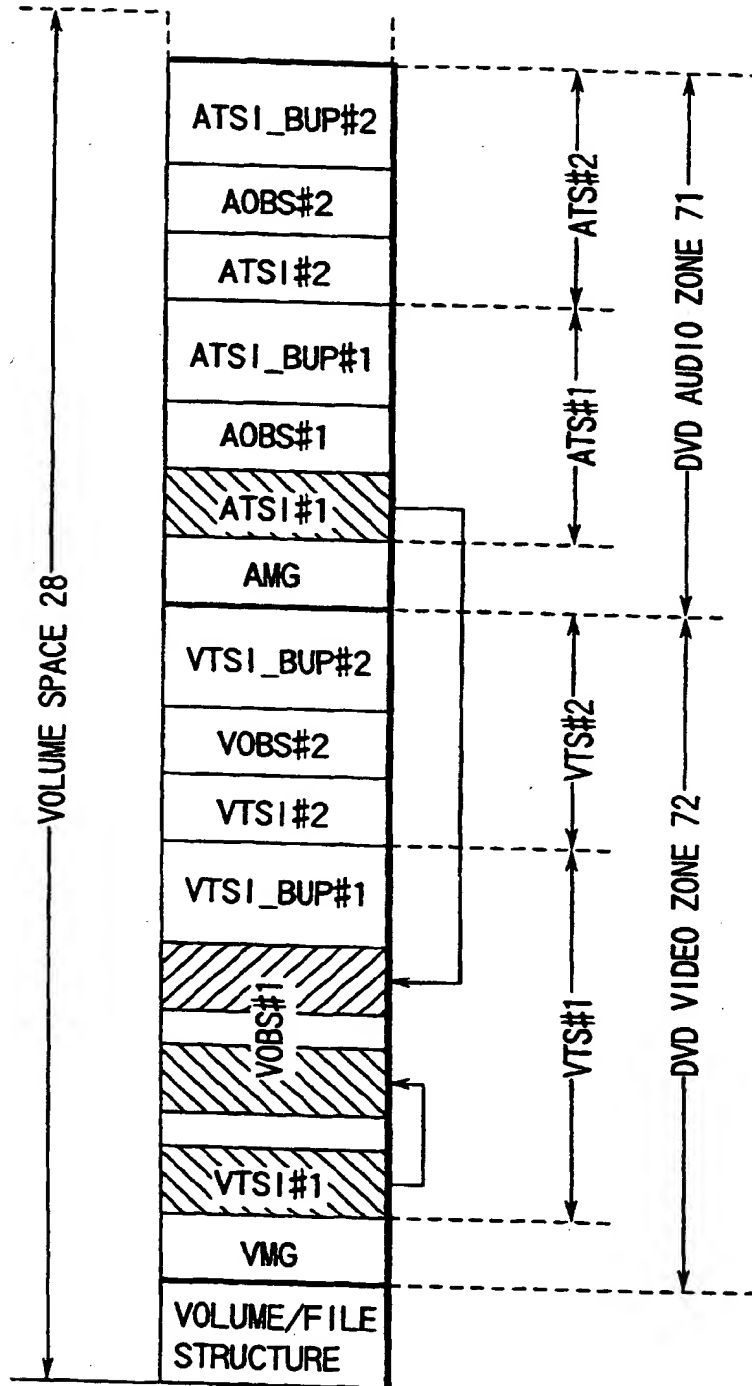 VOLUME SPACE 28
ATSI_BUP#2
AOBS#2
ATSI#2
ATSI_BUP#1
AOBS#1
ATSI#1
AMG
VTSI_BUP#2
VOBS#2
VTSI#2
VTSI_BUP#1
VOBS#1
VTSI#1
VMG
VOLUME/FILE
STRUCTURE
ATS#2
ATS#1
VTS#2
VTS#1
DVD AUDIO ZONE 71
DVD VIDEO ZONE 72